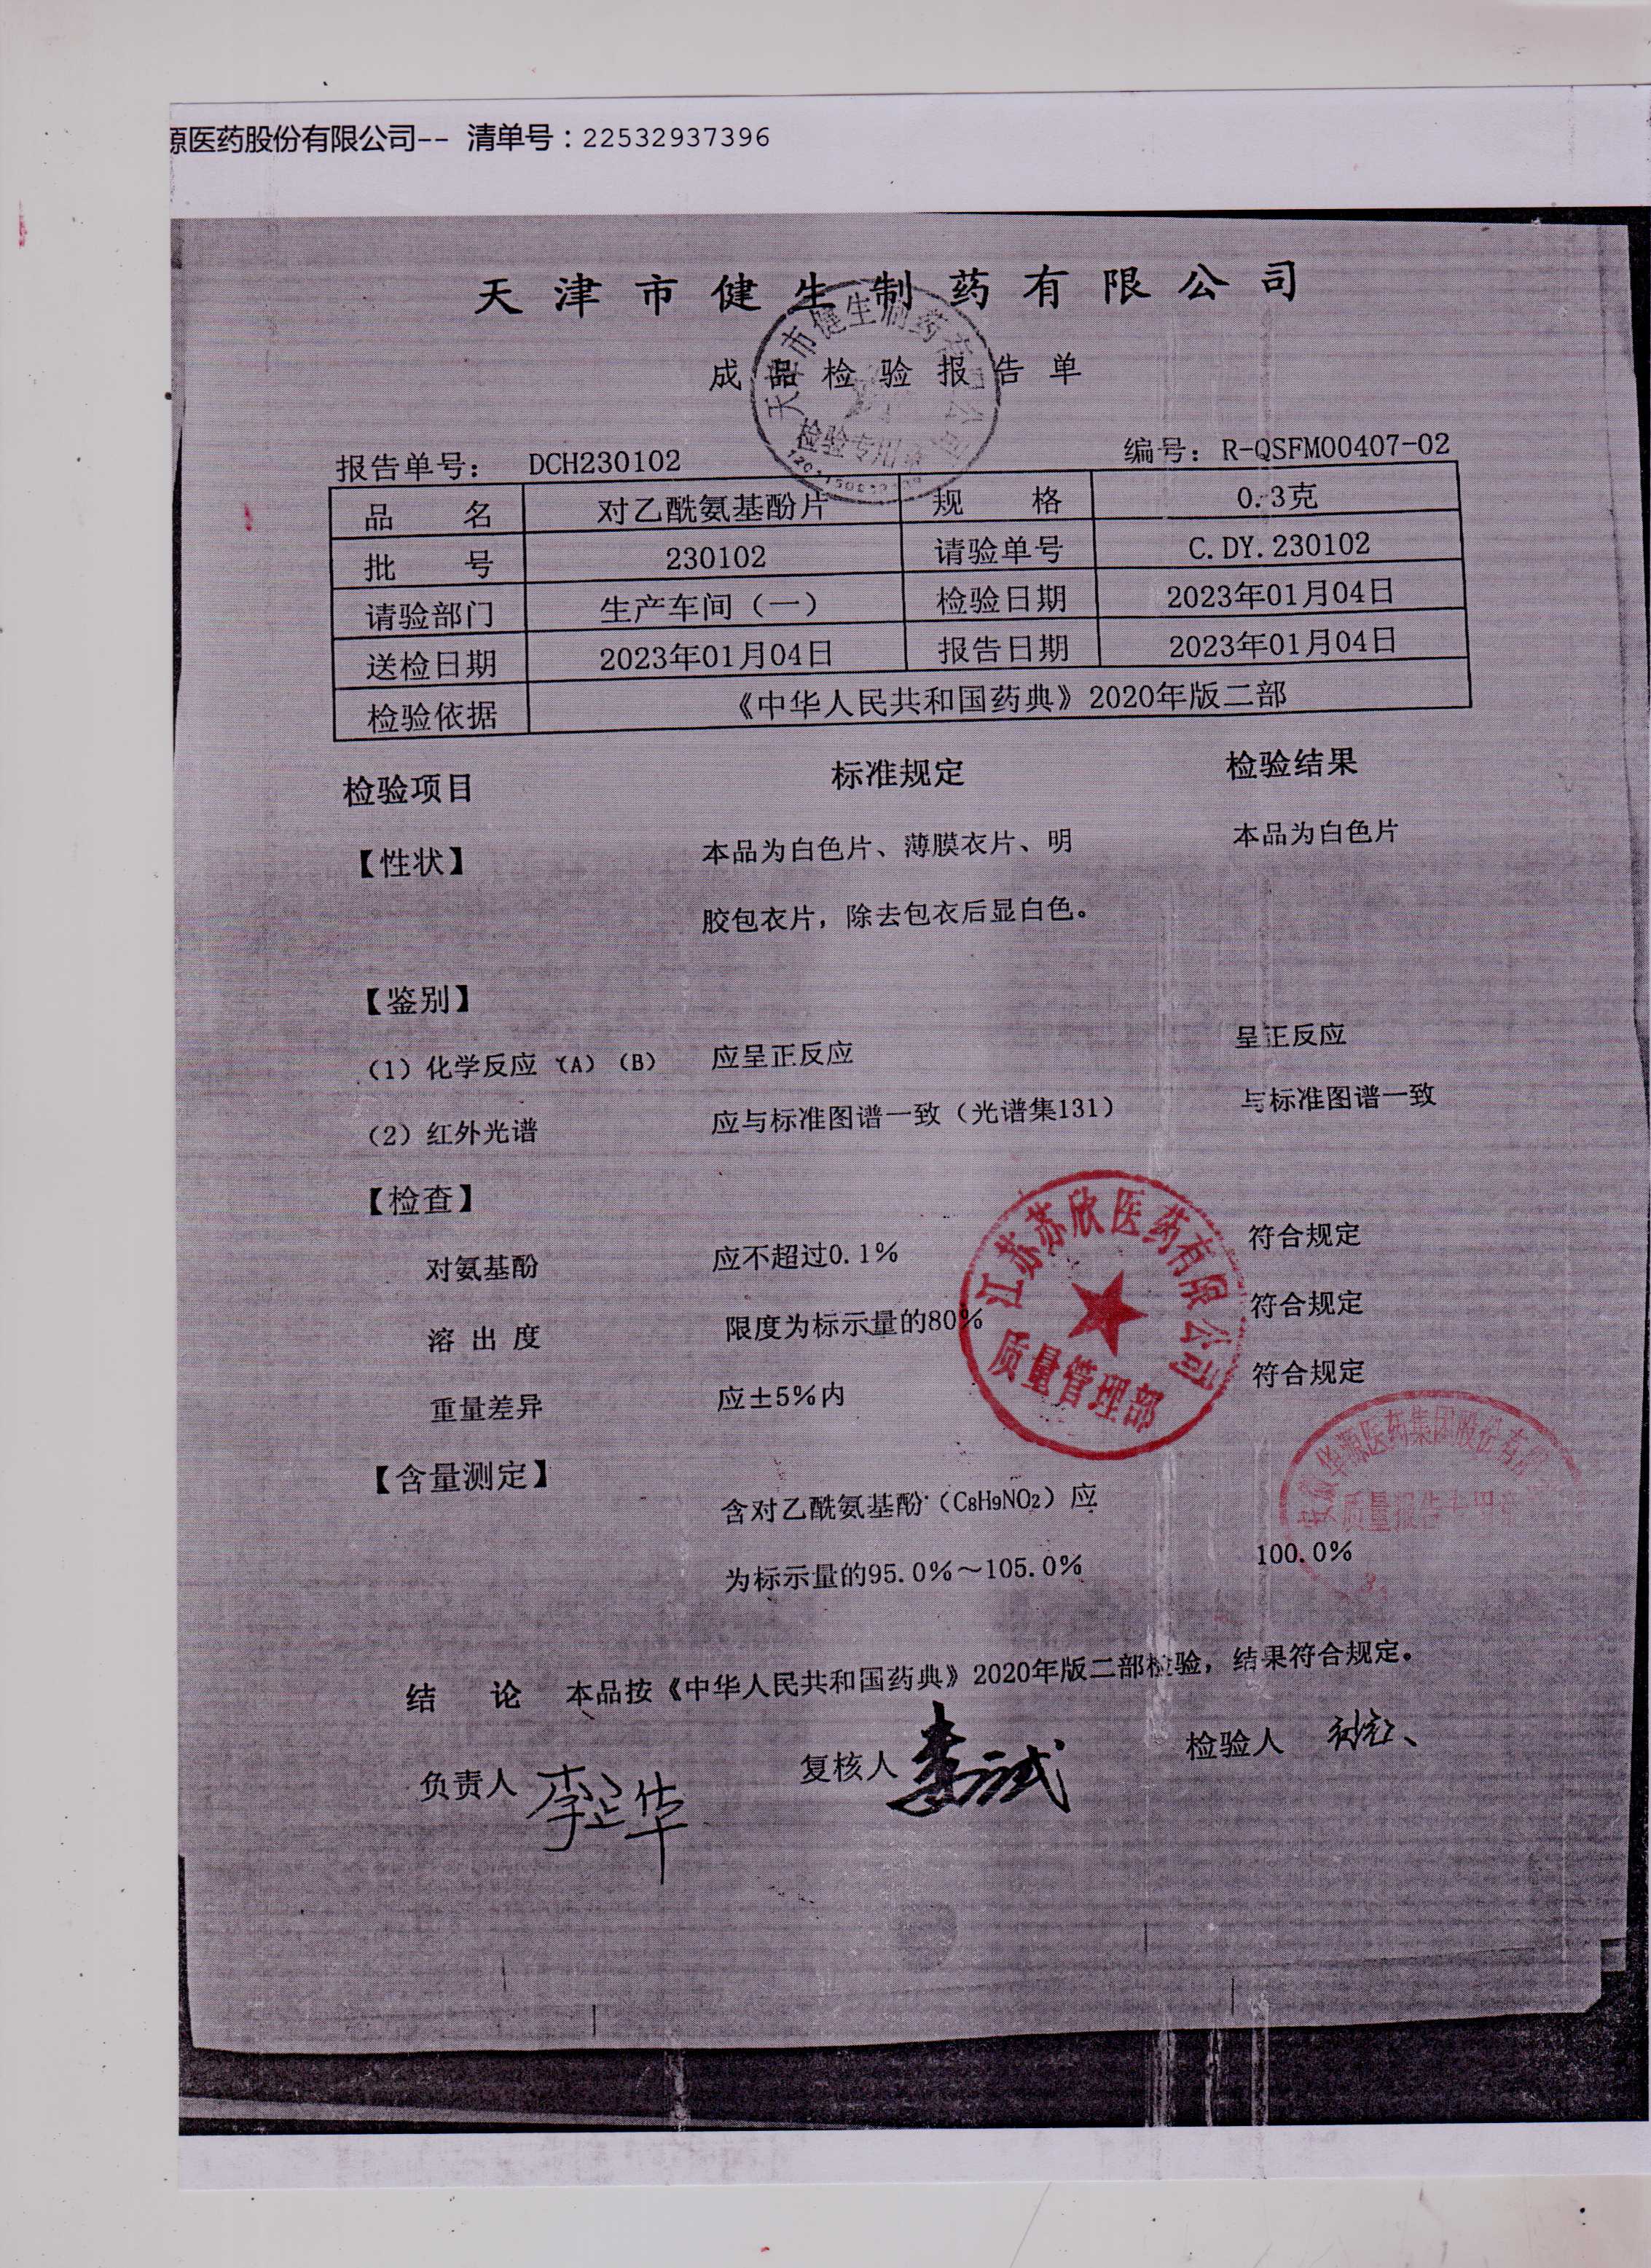 源医药股份有限公司-- 清单号：22532937396
天津市健生制药有限公司
成品检验报告单
天津市健生制药有限公司
检验专用章
报告单号： DCH230102 编号：R-QSFM00407-02
品 名 对乙酰氨基酚片 规 格 0.3克
批 号 230102 请验单号 C.DY.230102
请验部门 生产车间（一） 检验日期 2023年01月04日
送检日期 2023年01月04日 报告日期 2023年01月04日
检验依据 《中华人民共和国药典》2020年版二部
检验项目 标准规定 检验结果
【性状】 本品为白色片、薄膜衣片、明 本品为白色片
胶包衣片，除去包衣后显白色。
【鉴别】
（1）化学反应（A）（B） 应呈正反应 呈正反应
（2）红外光谱 应与标准图谱一致（光谱集131） 与标准图谱一致
【检查】
对氨基酚 应不超过0.1% 符合规定
溶出度 限度为标示量的80% 符合规定
重量差异 应±5%内 符合规定
江苏苏欣医药有限公司
质量管理部
华源医药集团股份有限
质量报告专用
【含量测定】
含对乙酰氨基酚（C8H9NO2）应
为标示量的95.0%～105.0% 100.0%
结 论 本品按《中华人民共和国药典》2020年版二部检验，结果符合规定。
负责人 复核人 检验人